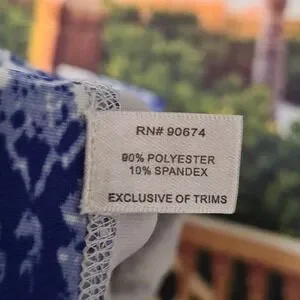 RN# 90674
90% POLYESTER
10% SPANDEX
EXCLUSIVE OF TRIMS